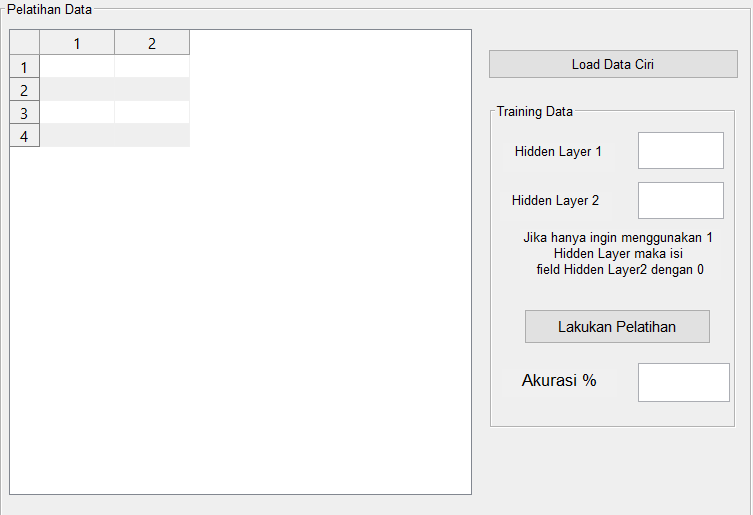 Pelatihan Data
1 2
1
2
3
4
Load Data Ciri
Training Data
Hidden Layer 1
Hidden Layer 2
Jika hanya ingin menggunakan 1
Hidden Layer maka isi
field Hidden Layer2 dengan 0
Lakukan Pelatihan
Akurasi %